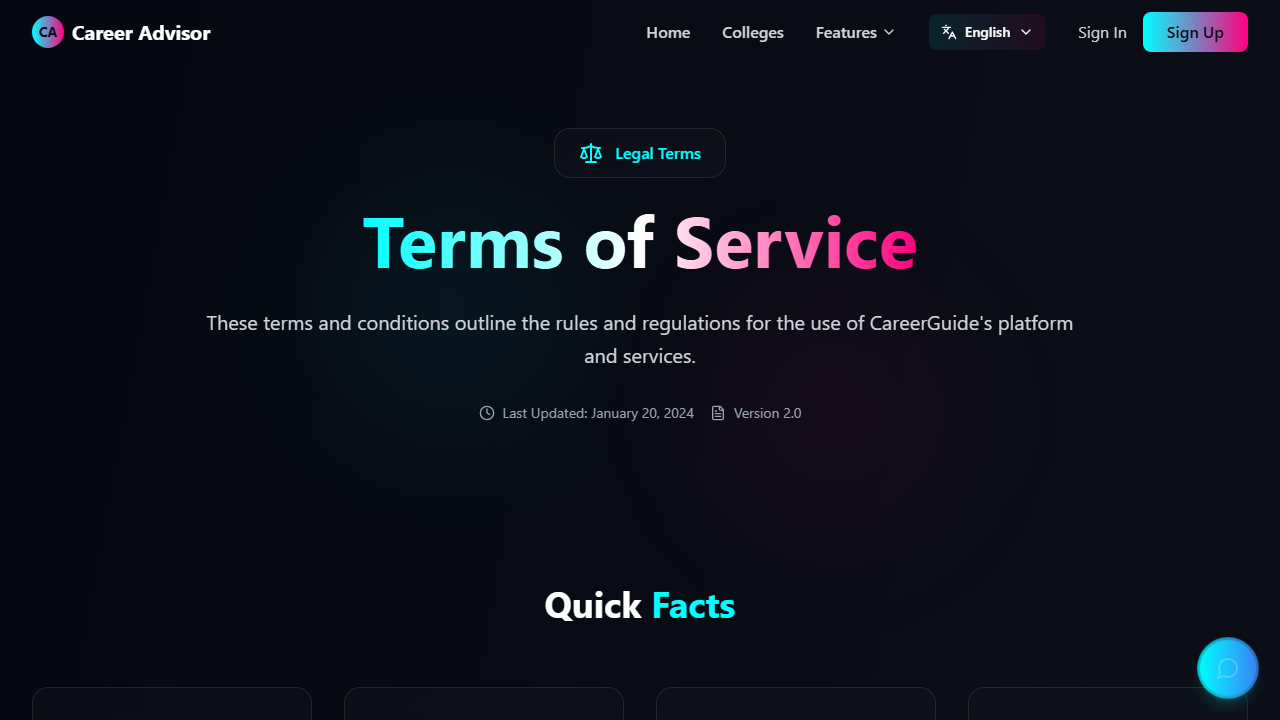 CA Career Advisor
Home Colleges Features English Sign In Sign Up
Legal Terms
Terms of Service
These terms and conditions outline the rules and regulations for the use of CareerGuide's platform
and services.
Last Updated: January 20, 2024 Version 2.0
Quick Facts